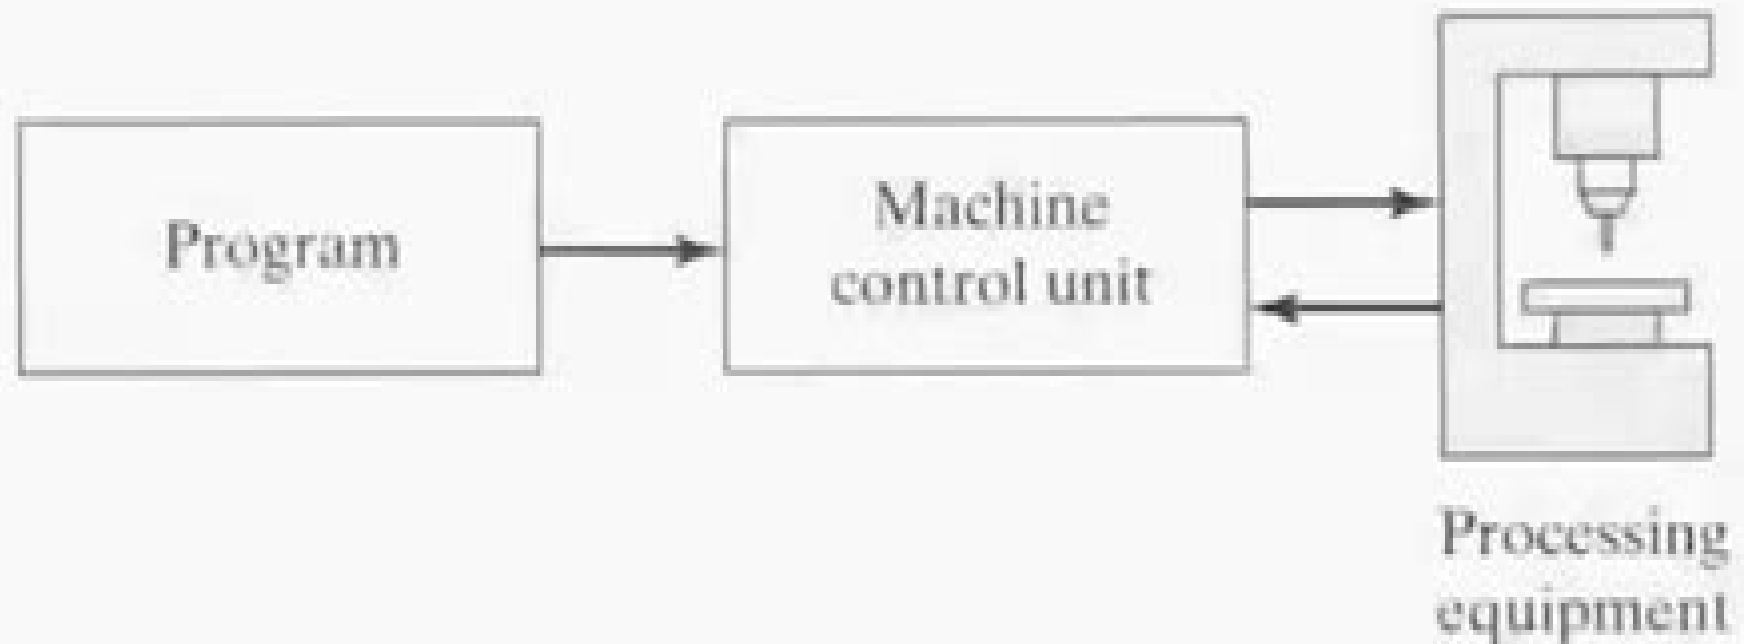 Program
Machine
control unit
Processing
equipment